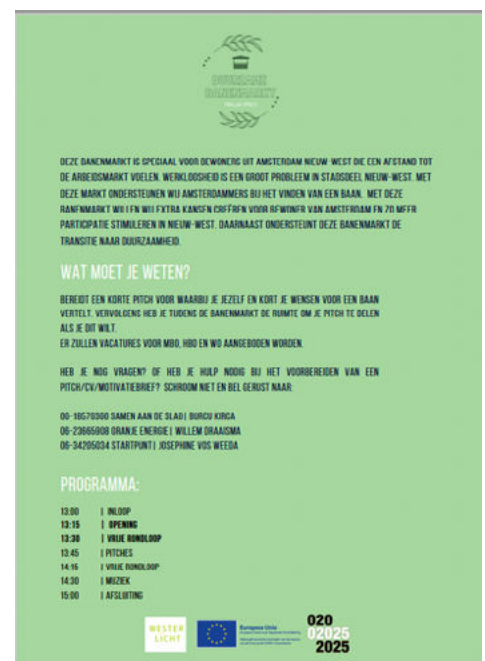 DUURZAME
BANENMARKT
DEZE BANENMARKT IS SPECIAAL VOOR BEWONERS UIT AMSTERDAM NIEUW-WEST DIE EEN AFSTAND TOT
DE ARBEIDSMARKT VOELEN. WERKLOOSHEID IS EEN GROOT PROBLEEM IN STADSDEEL NIEUW-WEST. MET
DEZE MARKT ONDERSTEUNEN WIJ AMSTERDAMMERS BIJ HET VINDEN VAN EEN BAAN. MET DEZE
BANENMARKT WILLEN WIJ EXTRA KANSEN CREËREN VOOR BEWONER VAN AMSTERDAM EN ZO MEER
PARTICIPATIE STIMULEREN IN NIEUW-WEST. DAARNAAST ONDERSTEUNT DEZE BANENMARKT DE
TRANSITIE NAAR DUURZAAMHEID.
WAT MOET JE WETEN?
BEREIDT EEN KORTE PITCH VOOR WAARBIJ JE JEZELF EN KORT JE WENSEN VOOR EEN BAAN
VERTELT. VERVOLGENS HEB JE TIJDENS DE BANENMARKT DE RUIMTE OM JE PITCH TE DELEN
ALS JE DIT WILT.
ER ZULLEN VACATURES VOOR MBO, HBO EN WO AANGEBODEN WORDEN.
HEB JE NOG VRAGEN? OF HEB JE HULP NODIG BIJ HET VOORBEREIDEN VAN EEN
PITCH/CV/MOTIVATIEBRIEF? SCHROOM NIET EN BEL GERUST NAAR:
06-18579300 SAMEN AAN DE SLAG| BURCU KIRCA
06-23665908 ORANJE ENERGIE| WILLEM DRAAISMA
06-34205034 STARTPUNT| JOSEPHINE VOS WEEDA
PROGRAMMA:
13:00 | INLOOP
13:15 | OPENING
13:30 | VRIJE RONDLOOP
13:45 | PITCHES
14:15 | VRIJE RONDLOOP
14:30 | MUZIEK
15:00 | AFSLUITING
WESTER
LICHT
Europese Unie
020
02025
2025